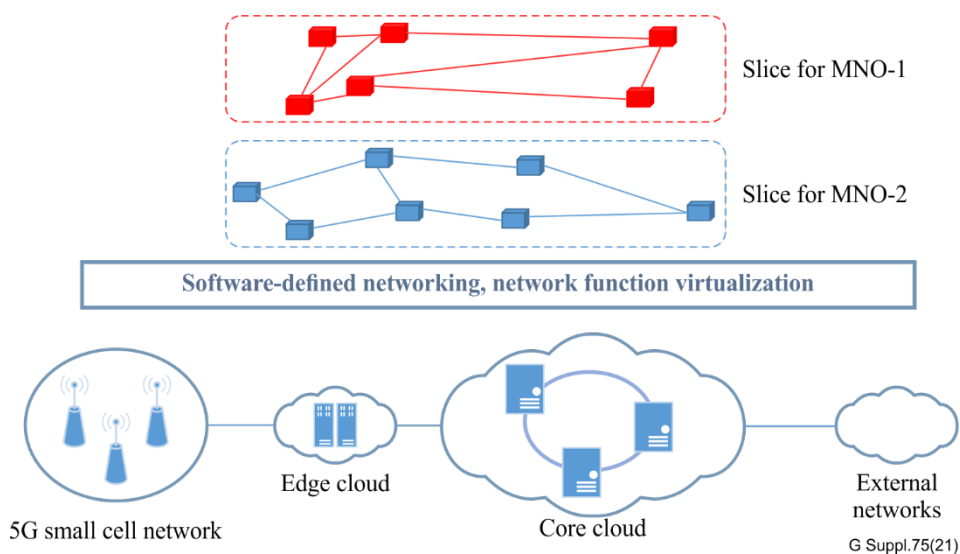 Slice for MNO-1
Slice for MNO-2
Software-defined networking, network function virtualization
Edge cloud
5G small cell network
Core cloud
External
networks
G Suppl.75(21)